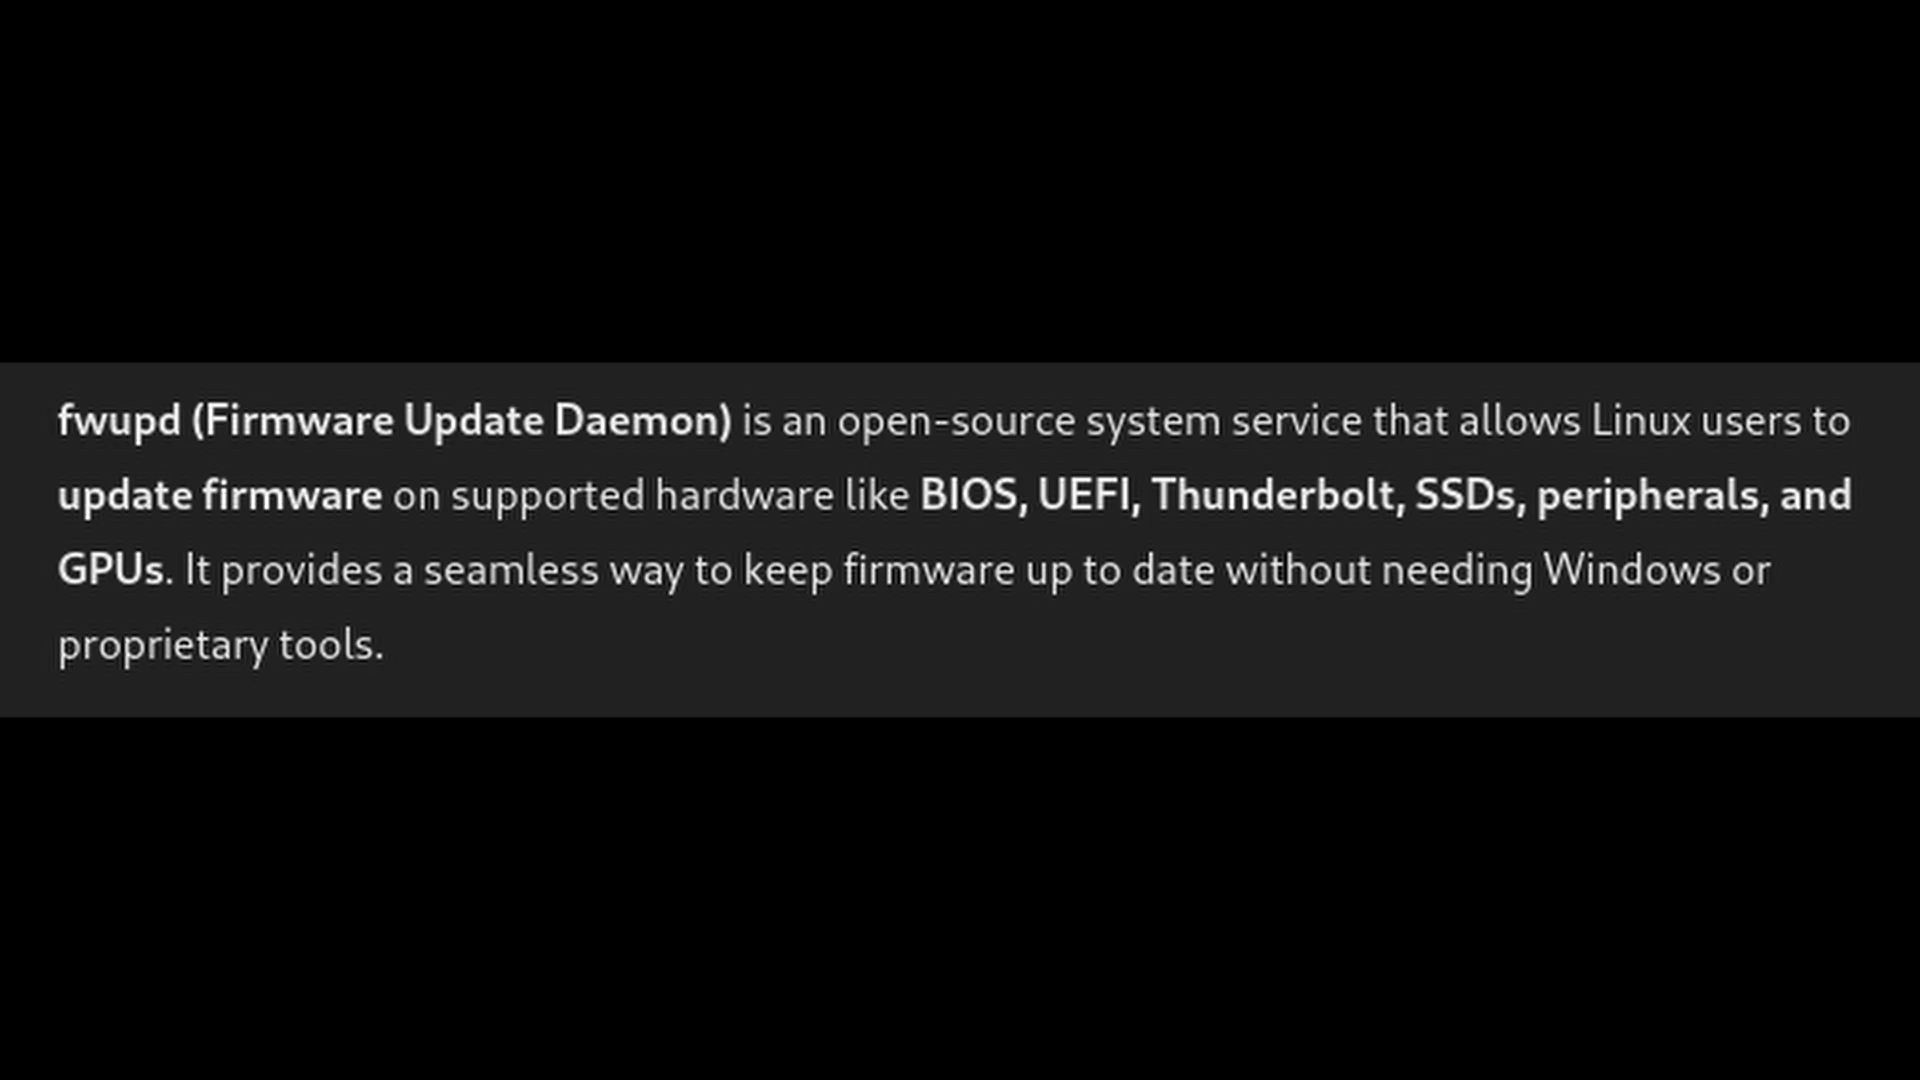 fwupd (Firmware Update Daemon) is an open-source system service that allows Linux users to
update firmware on supported hardware like BIOS, UEFI, Thunderbolt, SSDs, peripherals, and
GPUs. It provides a seamless way to keep firmware up to date without needing Windows or
proprietary tools.